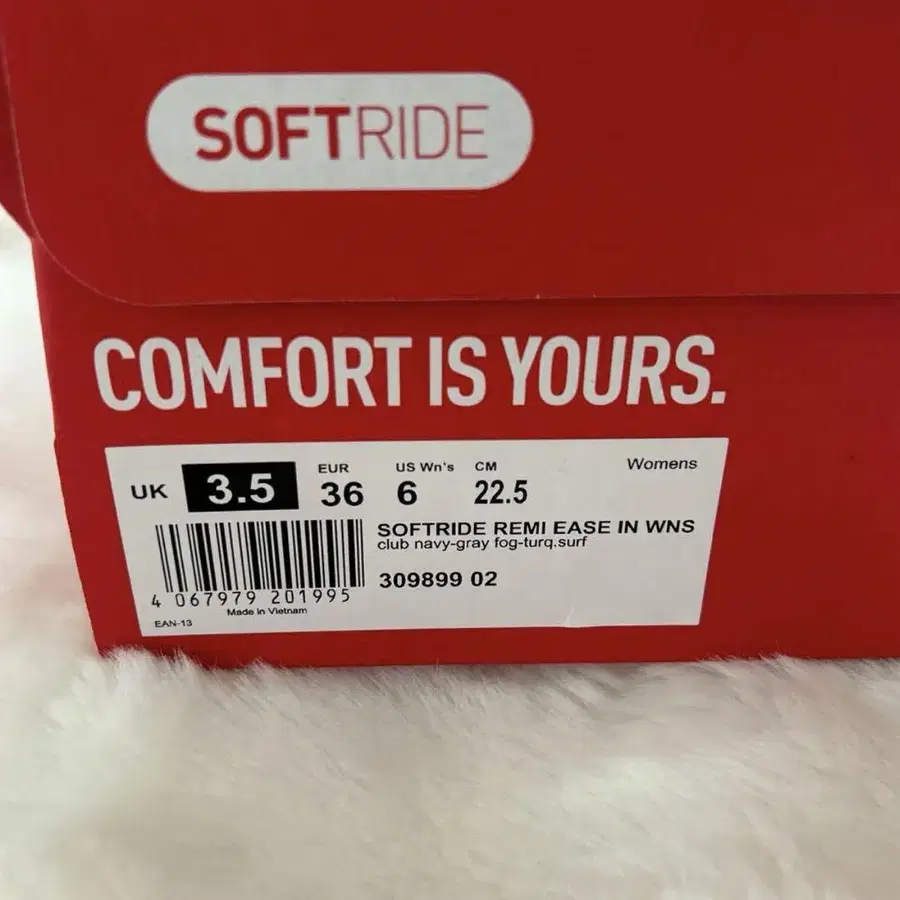 SOFTRIDE
COMFORT IS YOURS.
UK 3.5 EUR 36 US Wn's 6 CM 22.5 Womens
SOFTRIDE REMI EASE IN WNS
club navy-gray fog-turq.surf
309899 02
4 067979 201995
Made in Vietnam
EAN-13